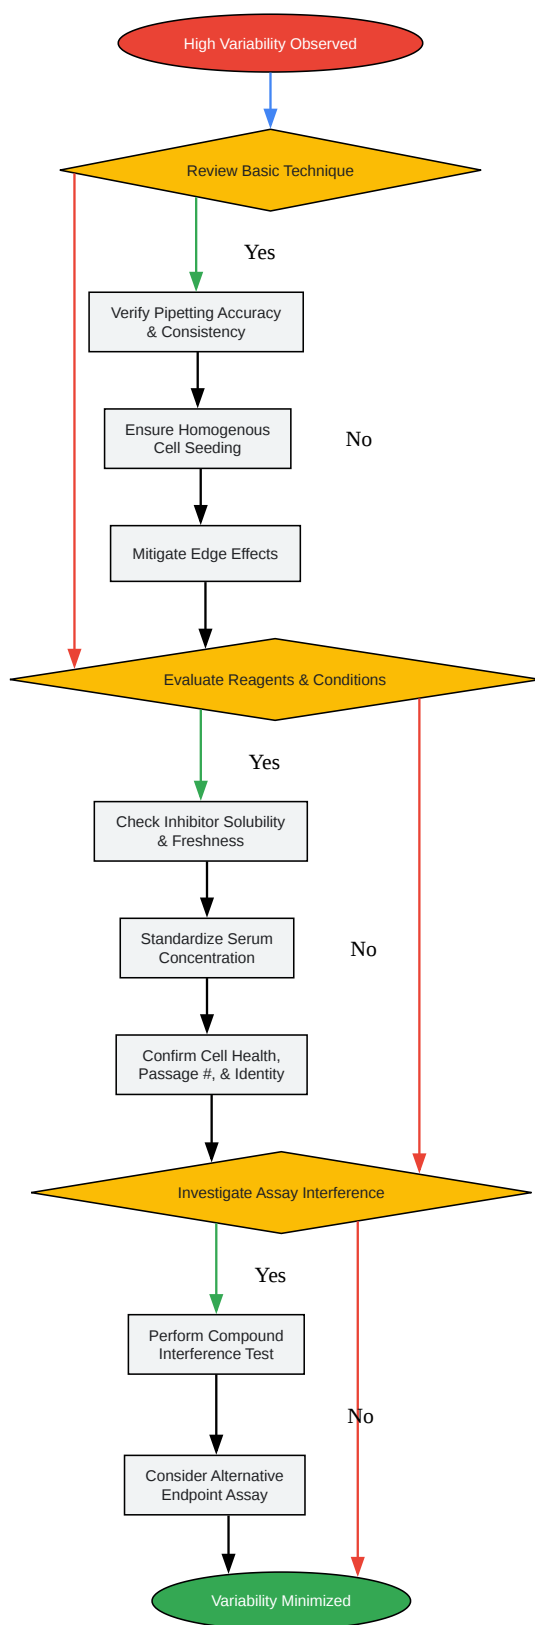 High Variability Observed
Review Basic Technique
Yes
Verify Pipetting Accuracy
& Consistency
Ensure Homogenous
Cell Seeding
No
Mitigate Edge Effects
Evaluate Reagents & Conditions
Yes
Check Inhibitor Solubility
& Freshness
Standardize Serum
Concentration
No
Confirm Cell Health,
Passage #, & Identity
Investigate Assay Interference
Yes
Perform Compound
Interference Test
No
Consider Alternative
Endpoint Assay
Variability Minimized